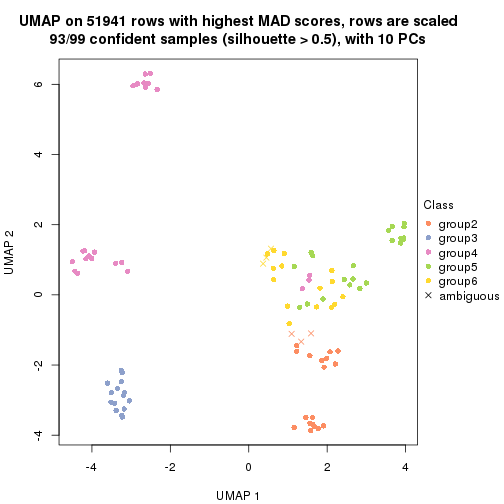 UMAP on 51941 rows with highest MAD scores, rows are scaled
93/99 confident samples (silhouette > 0.5), with 10 PCs
6
4
2
0
-2
-4
UMAP 2
-4
-2
0
2
4
UMAP 1
Class
group2
group3
group4
group5
group6
ambiguous